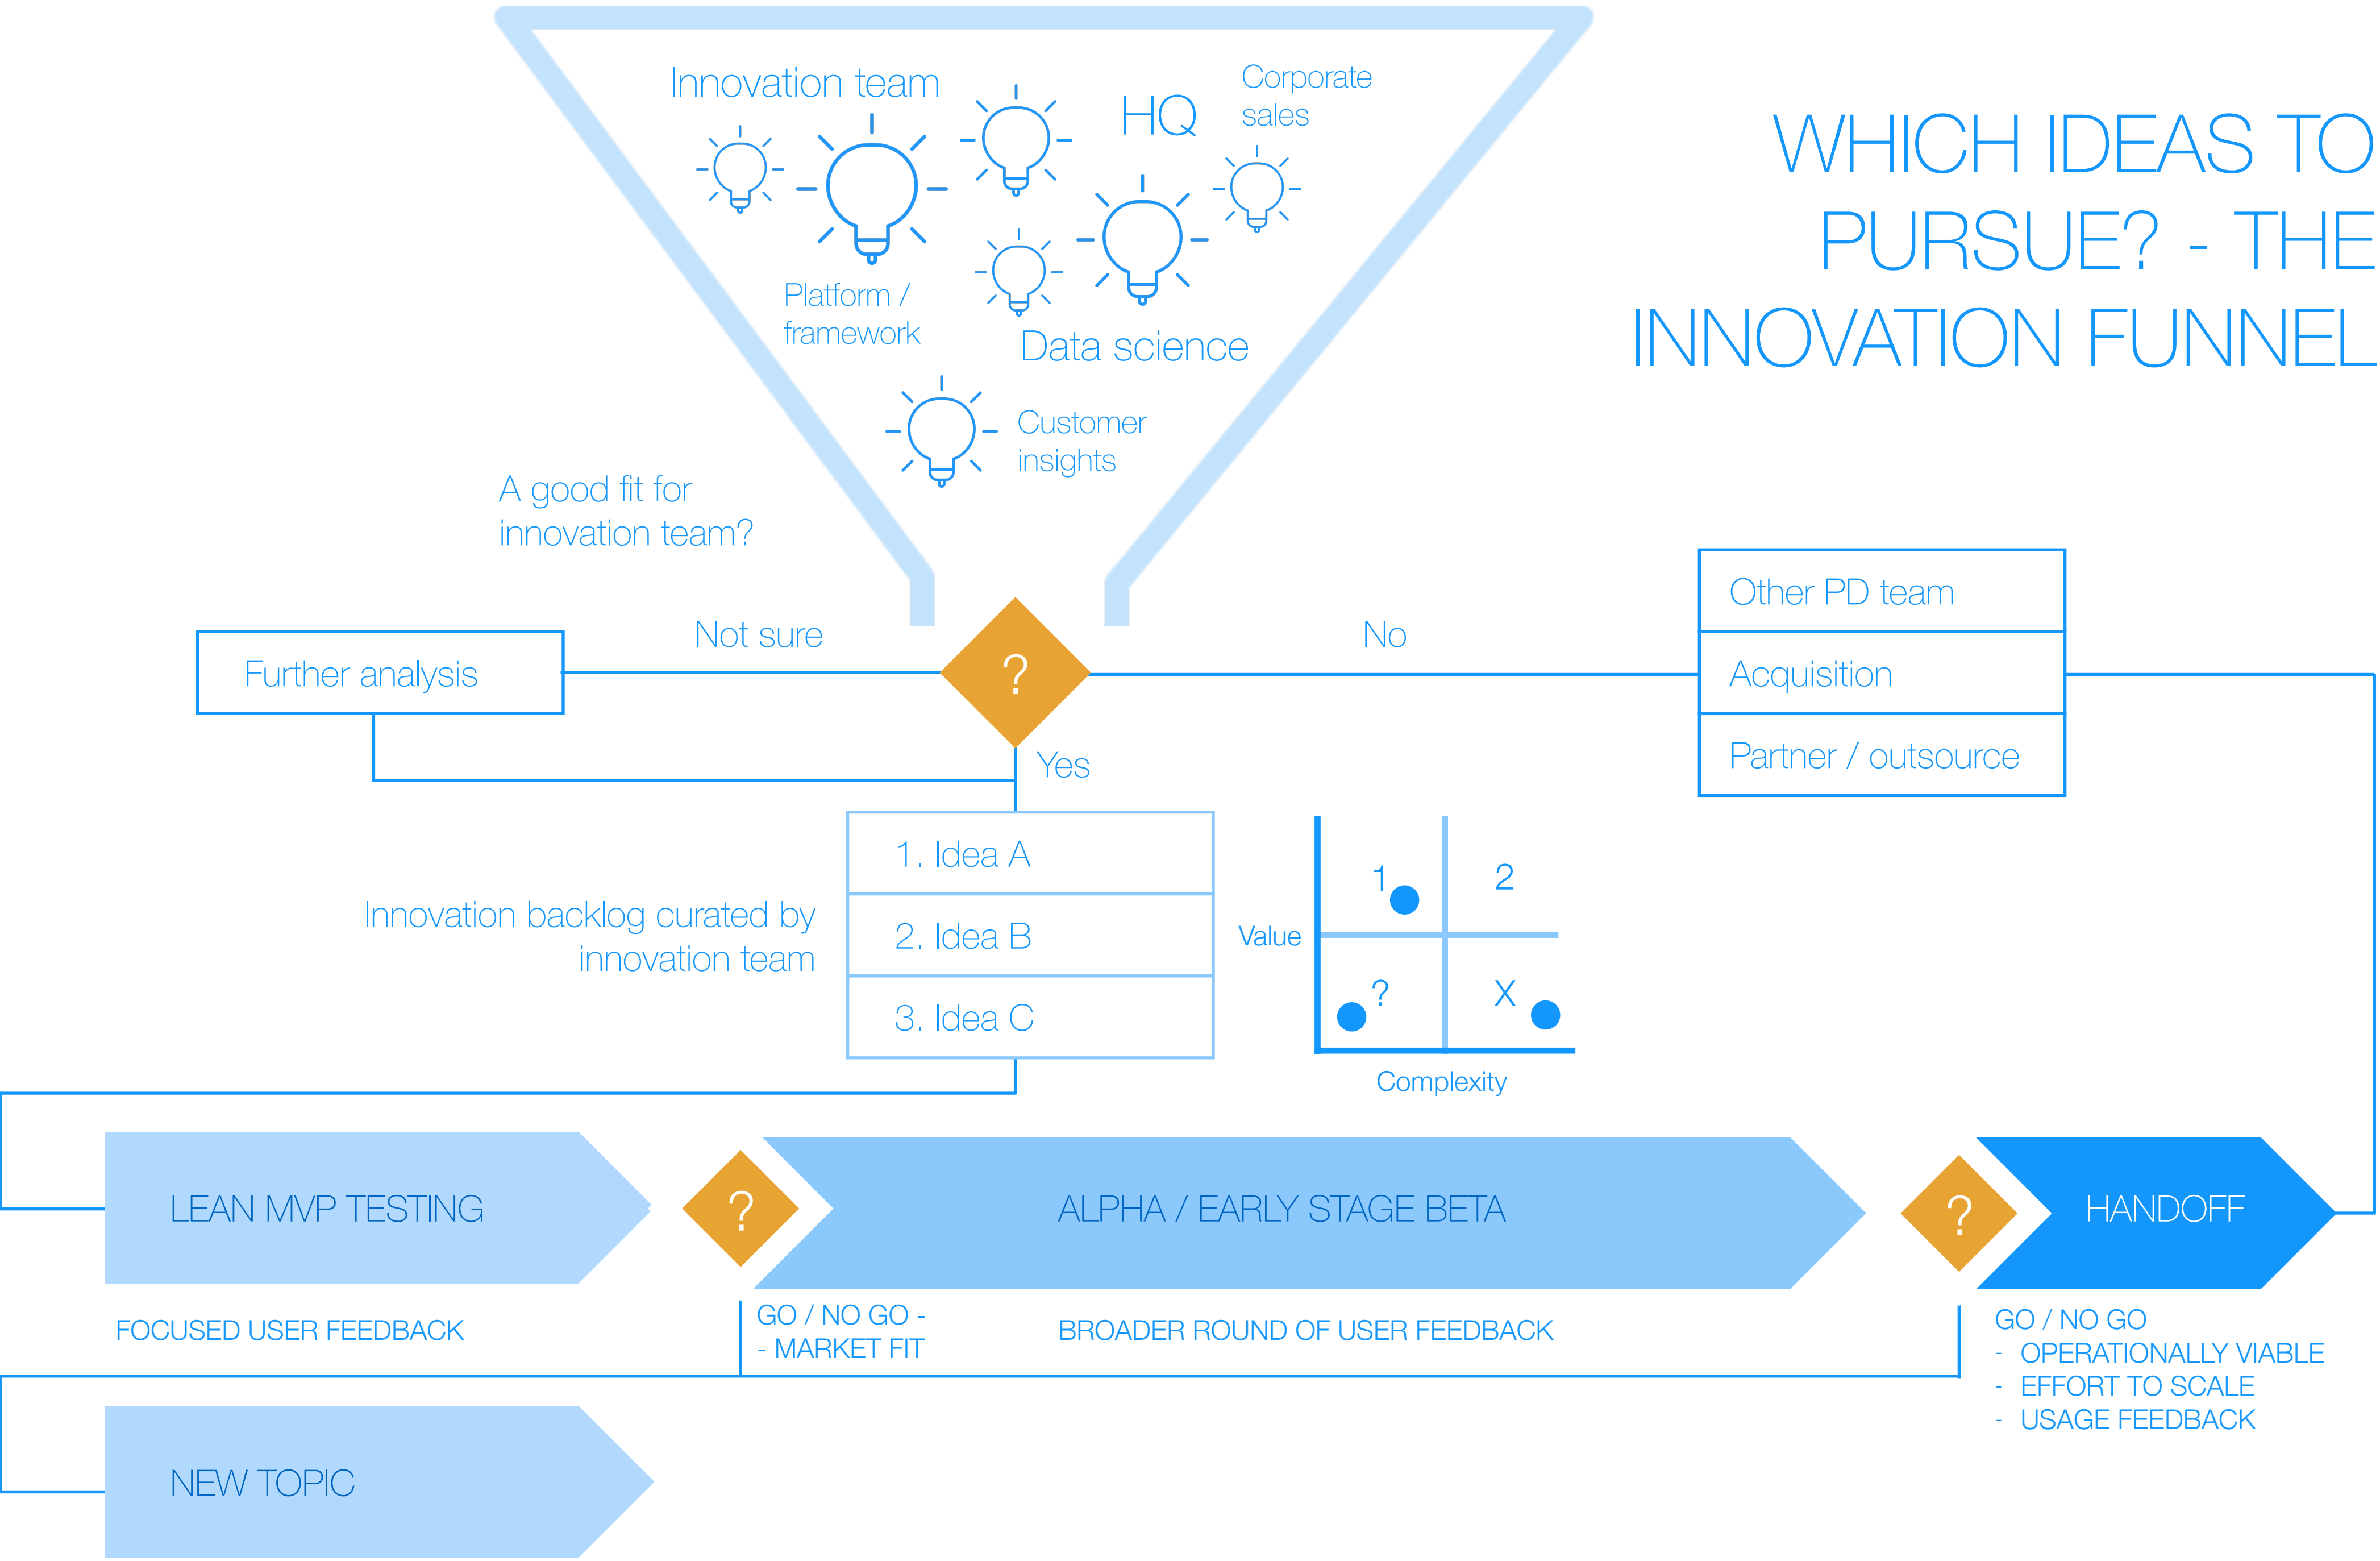 WHICH IDEAS TO
PURSUE? - THE
INNOVATION FUNNEL
Innovation team
HQ
Corporate
sales
Platform /
framework
Data science
Customer
insights
A good fit for
innovation team?
Not sure
?
No
Further analysis
Yes
Other PD team
Acquisition
Partner / outsource
Innovation backlog curated by
innovation team
1. Idea A
2. Idea B
3. Idea C
Value
1
2
?
X
Complexity
LEAN MVP TESTING
?
ALPHA / EARLY STAGE BETA
?
HANDOFF
FOCUSED USER FEEDBACK
GO / NO GO -
- MARKET FIT
BROADER ROUND OF USER FEEDBACK
GO / NO GO
- OPERATIONALLY VIABLE
- EFFORT TO SCALE
- USAGE FEEDBACK
NEW TOPIC